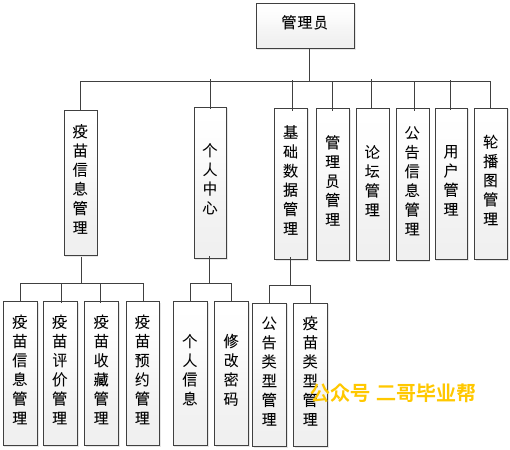 管理员
疫苗信息管理
个人中心
基础数据管理
管理员管理
论坛管理
公告信息管理
用户管理
轮播图管理
疫苗信息管理
疫苗评价管理
疫苗收藏管理
疫苗预约管理
个人信息
修改密码
公告类型管理
疫苗类型管理
公众号 二哥毕业帮